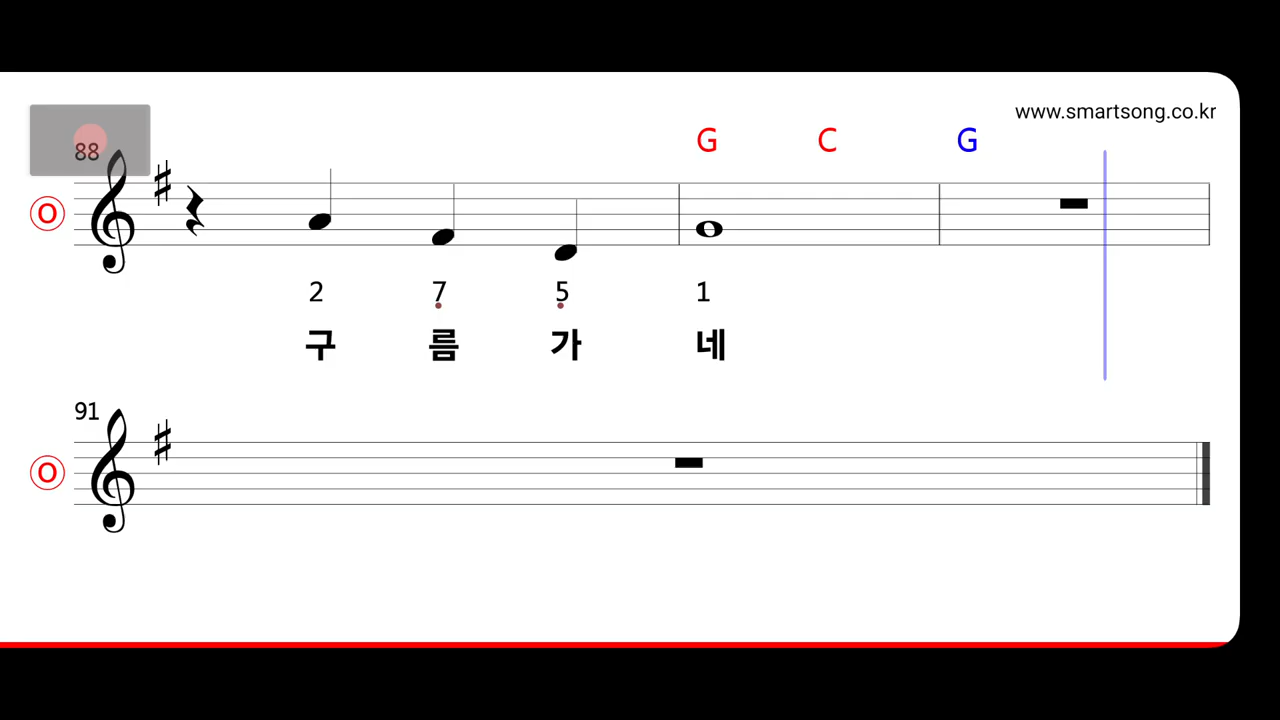 www.smartsong.co.kr
88
G C G
O
2 7 5 1
구 름 가 네
91
O